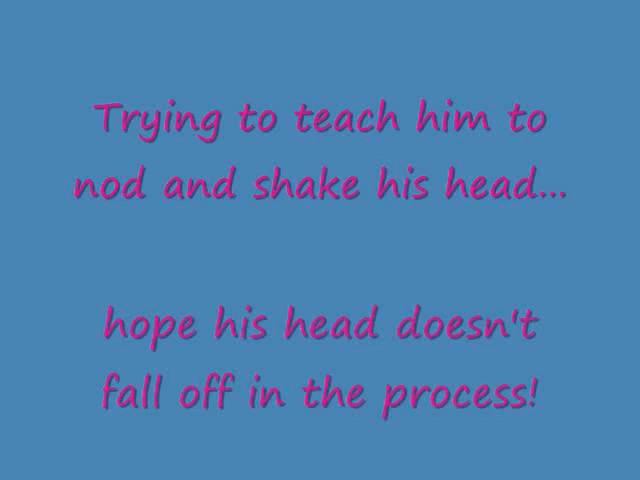 Trying to teach him to
nod and shake his head...
hope his head doesn't
fall off in the process!